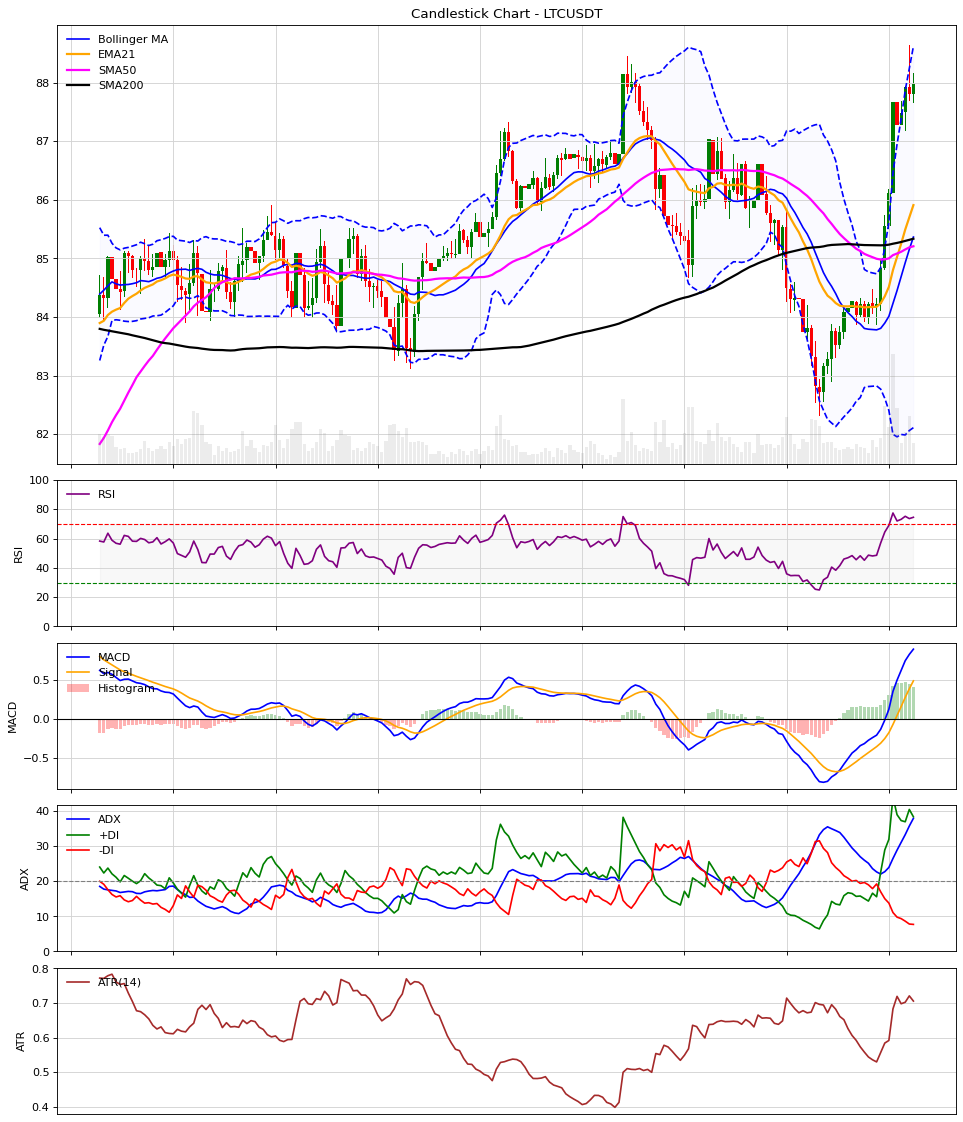 Candlestick Chart - LTCUSDT
Bollinger MA
EMA21
SMA50
SMA200
88
87
86
85
84
83
82
RSI
RSI
100
80
60
40
20
0
MACD
Signal
Histogram
MACD
0.5
0.0
−0.5
ADX
+DI
-DI
ADX
40
30
20
10
0
ATR(14)
ATR
0.8
0.7
0.6
0.5
0.4